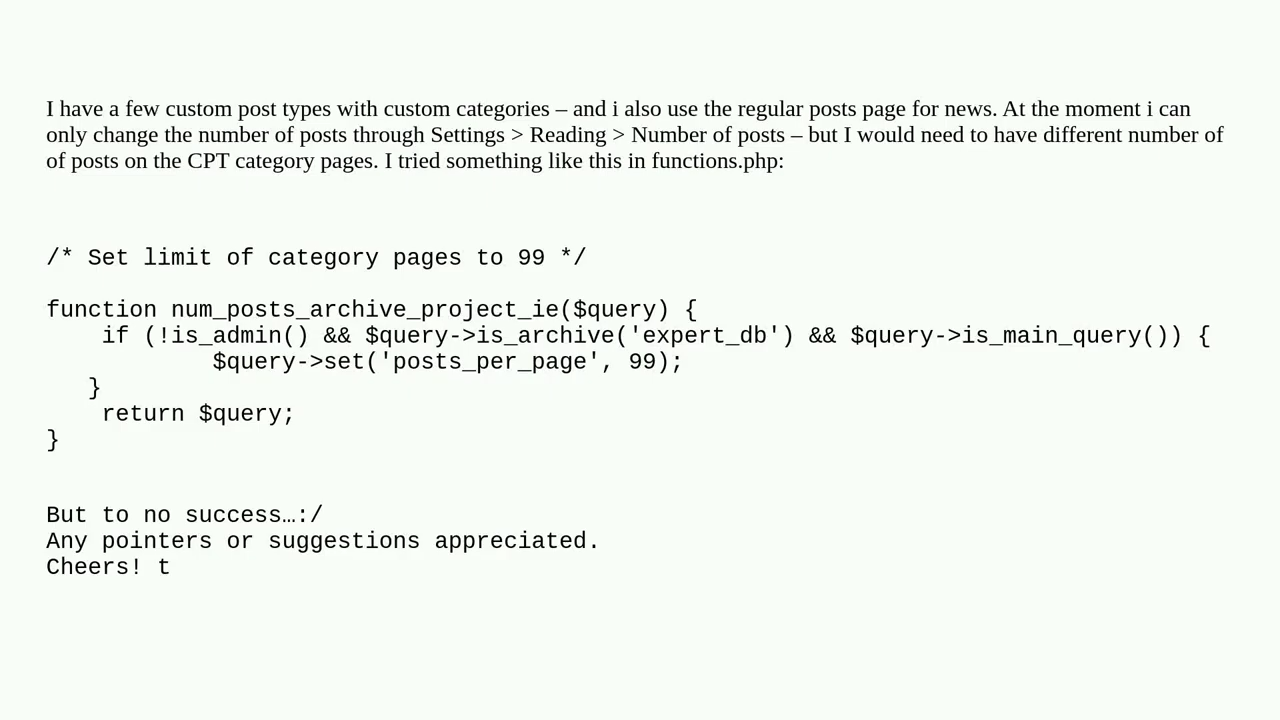 I have a few custom post types with custom categories – and i also use the regular posts page for news. At the moment i can
only change the number of posts through Settings > Reading > Number of posts – but I would need to have different number of
of posts on the CPT category pages. I tried something like this in functions.php:
/* Set limit of category pages to 99 */
function num_posts_archive_project_ie($query) {
    if (!is_admin() && $query->is_archive('expert_db') && $query->is_main_query()) {
            $query->set('posts_per_page', 99);
   }
    return $query;
}
But to no success…:/
Any pointers or suggestions appreciated.
Cheers! t